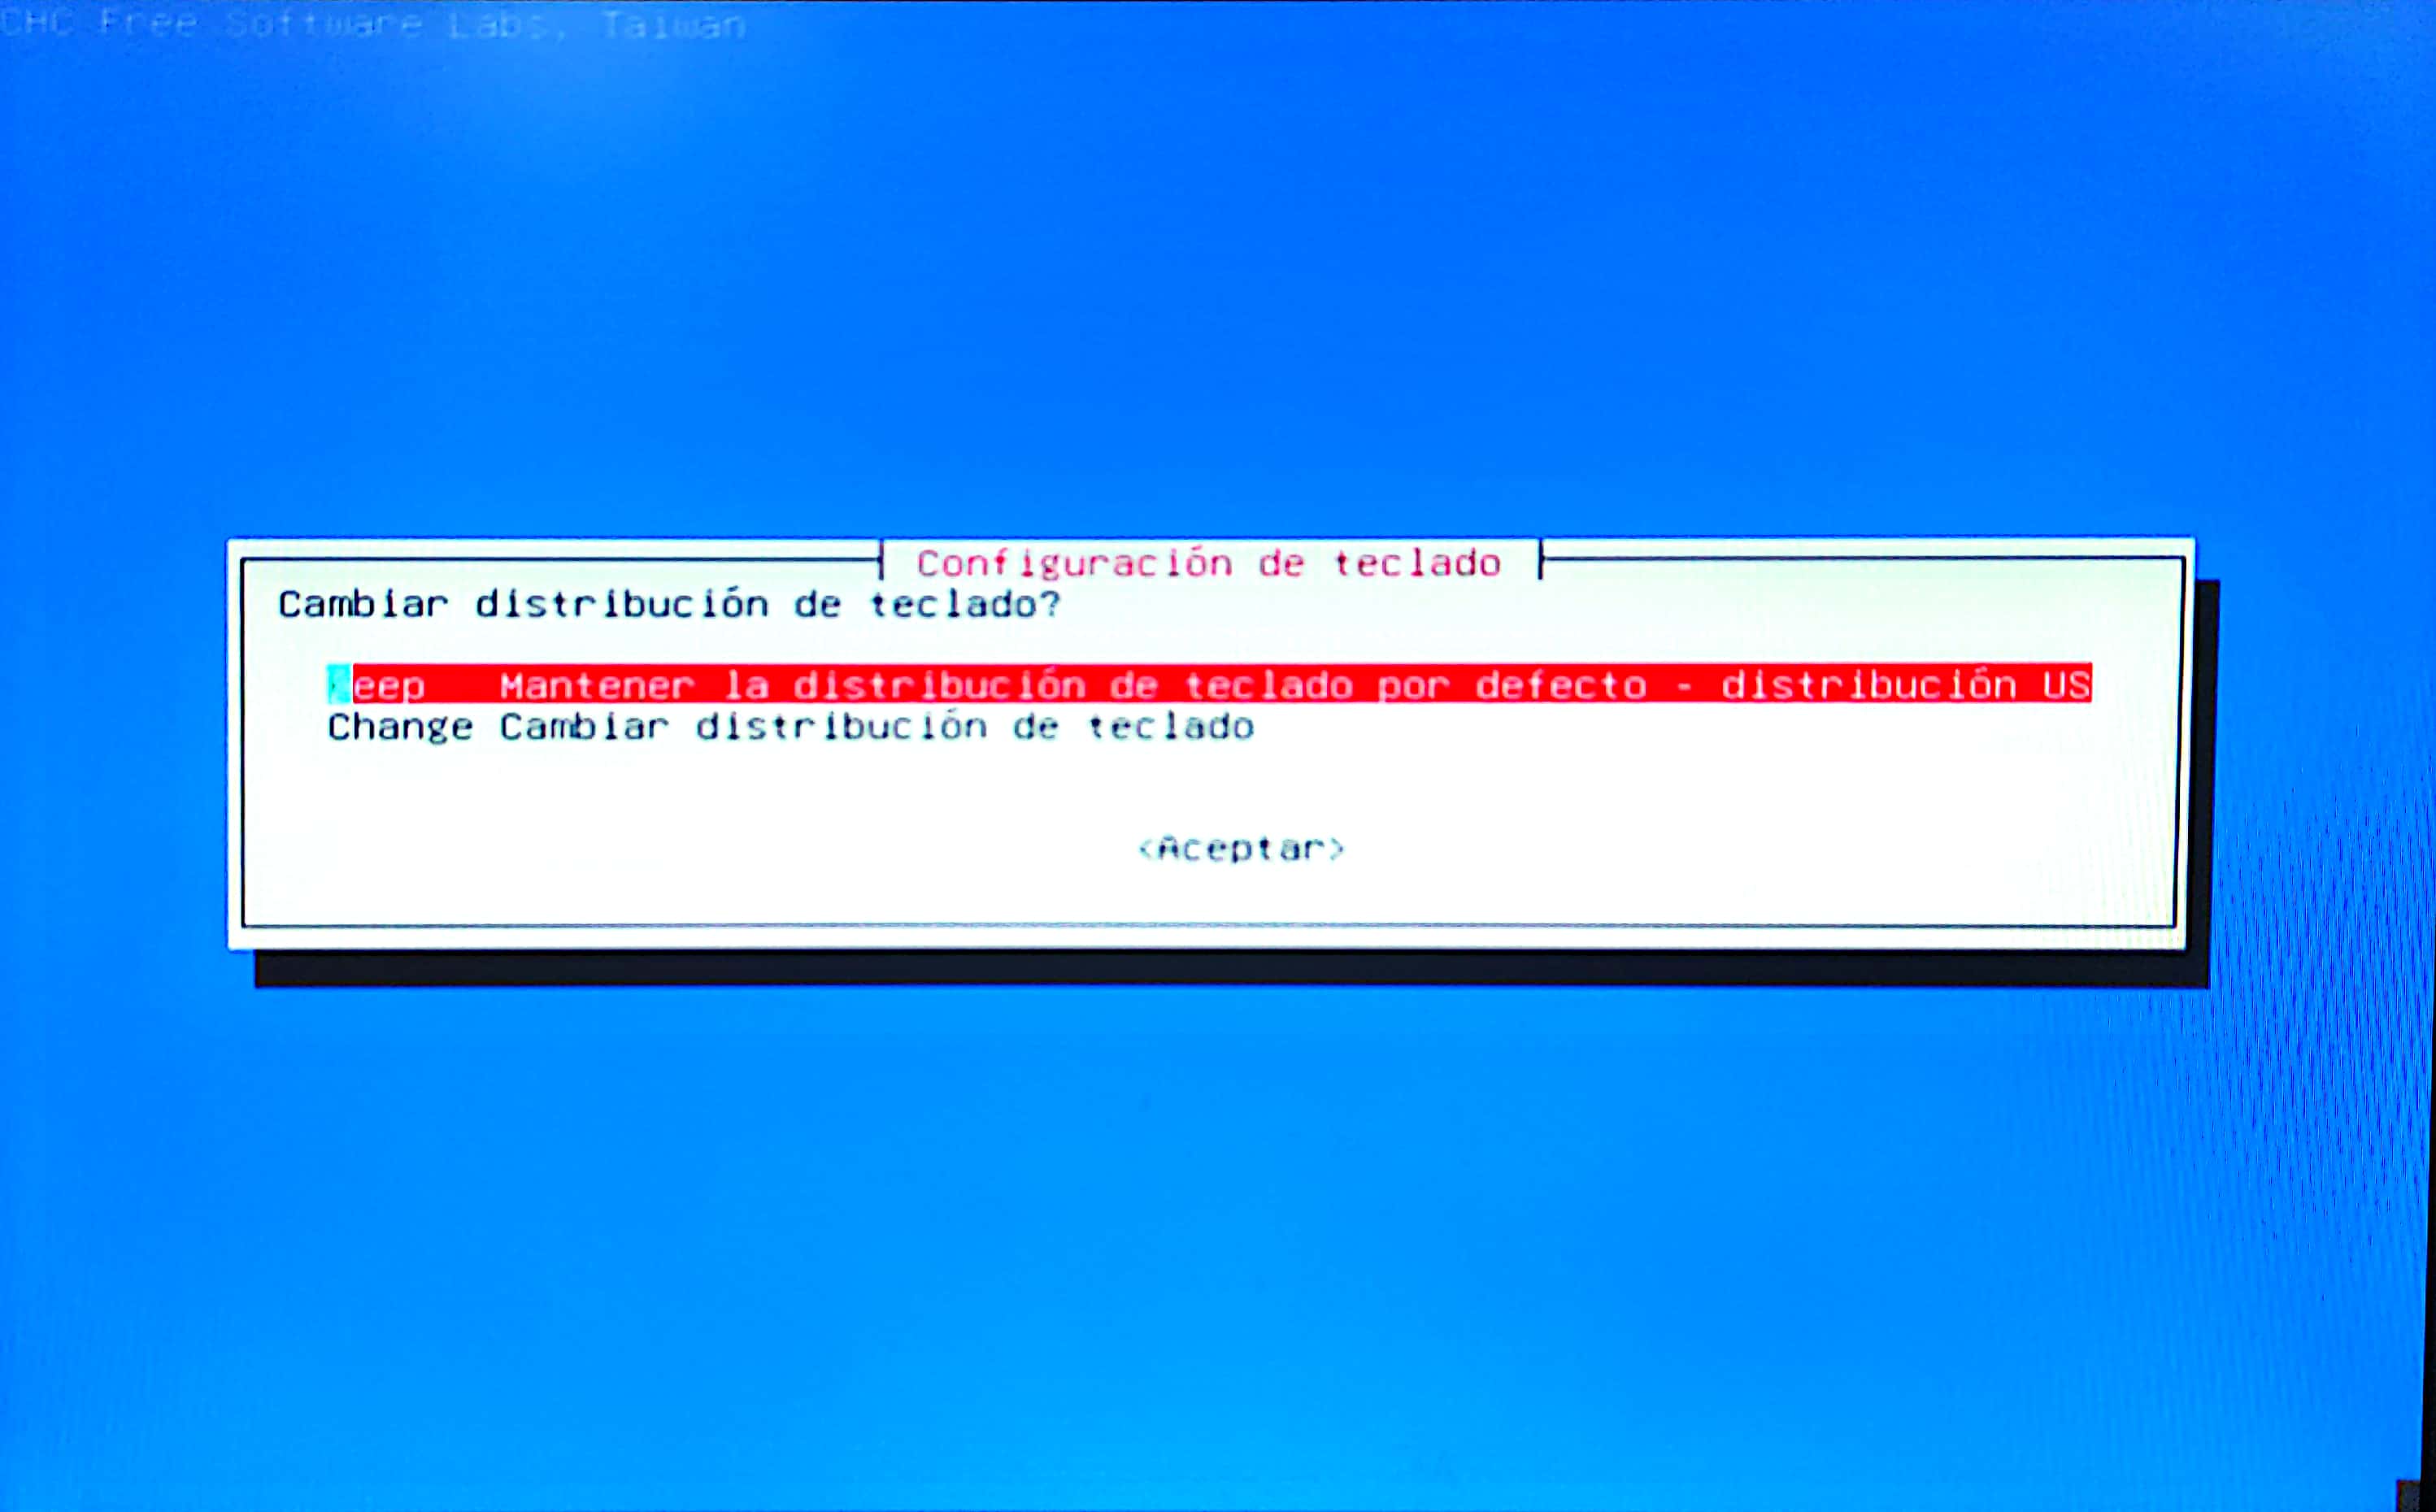 CHC Free Software Labs, Taiwan
Configuración de teclado
Cambiar distribución de teclado?
Keep Mantener la distribución de teclado por defecto - distribución US
Change Cambiar distribución de teclado
<Aceptar>